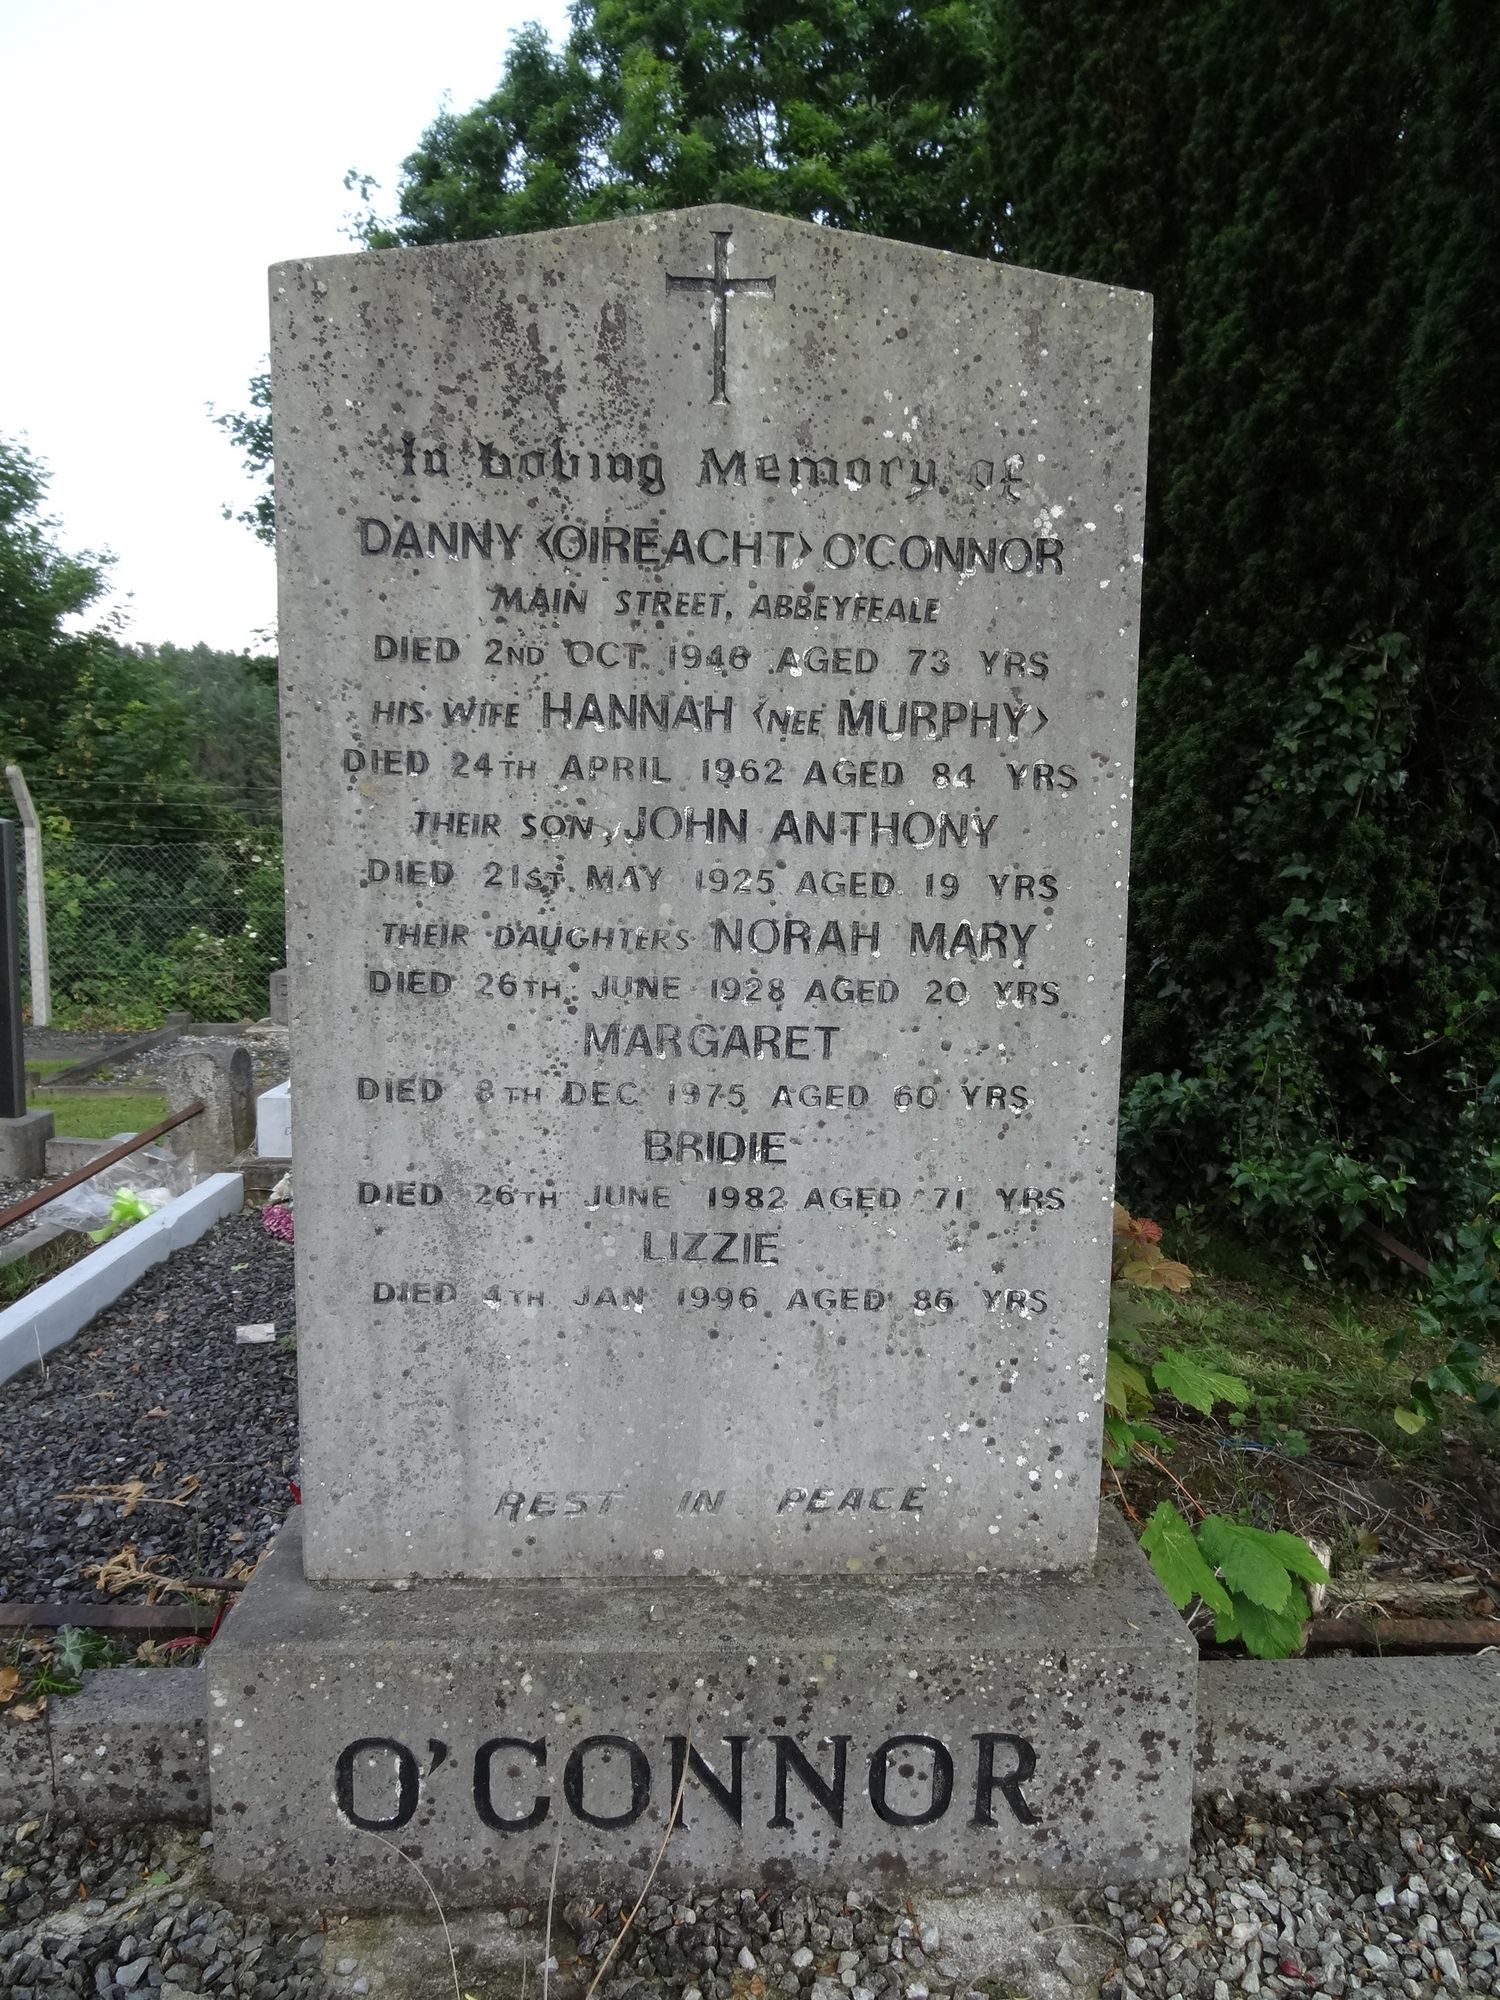 In Loving Memory of
DANNY <OIREACHT> O'CONNOR
MAIN STREET, ABBEYFEALE
DIED 2ND OCT. 1946 AGED 73 YRS
HIS WIFE HANNAH <NEE MURPHY>
DIED 24TH APRIL 1962 AGED 84 YRS
THEIR SON, JOHN ANTHONY
DIED 21ST MAY 1925 AGED 19 YRS
THEIR DAUGHTERS NORAH MARY
DIED 26TH JUNE 1928 AGED 20 YRS
MARGARET
DIED 8TH DEC 1975 AGED 60 YRS
BRIDIE
DIED 26TH JUNE 1982 AGED 71 YRS
LIZZIE
DIED 4TH JAN 1996 AGED 86 YRS
REST IN PEACE
O'CONNOR